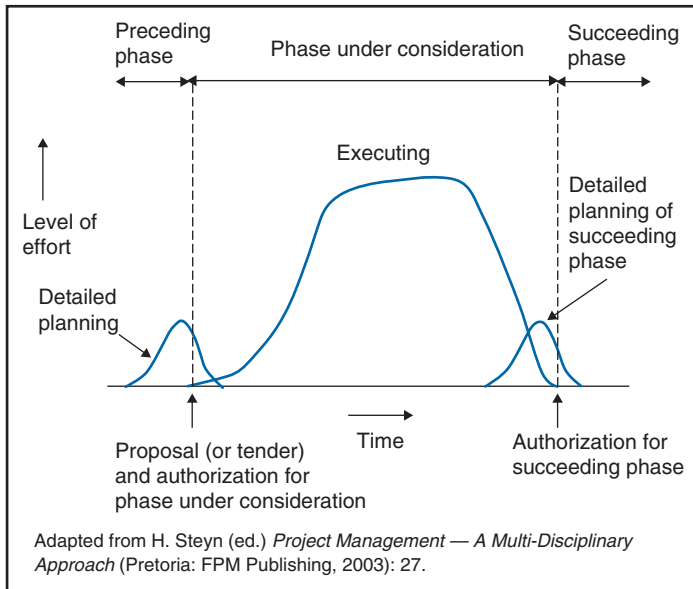 Preceding
phase
Phase under consideration
Succeeding
phase
Executing
Level of
effort
Detailed
planning
Detailed
planning of
succeeding
phase
Time
Proposal (or tender)
and authorization for
phase under consideration
Authorization for
succeeding phase
Adapted from H. Steyn (ed.) Project Management — A Multi-Disciplinary
Approach (Pretoria: FPM Publishing, 2003): 27.